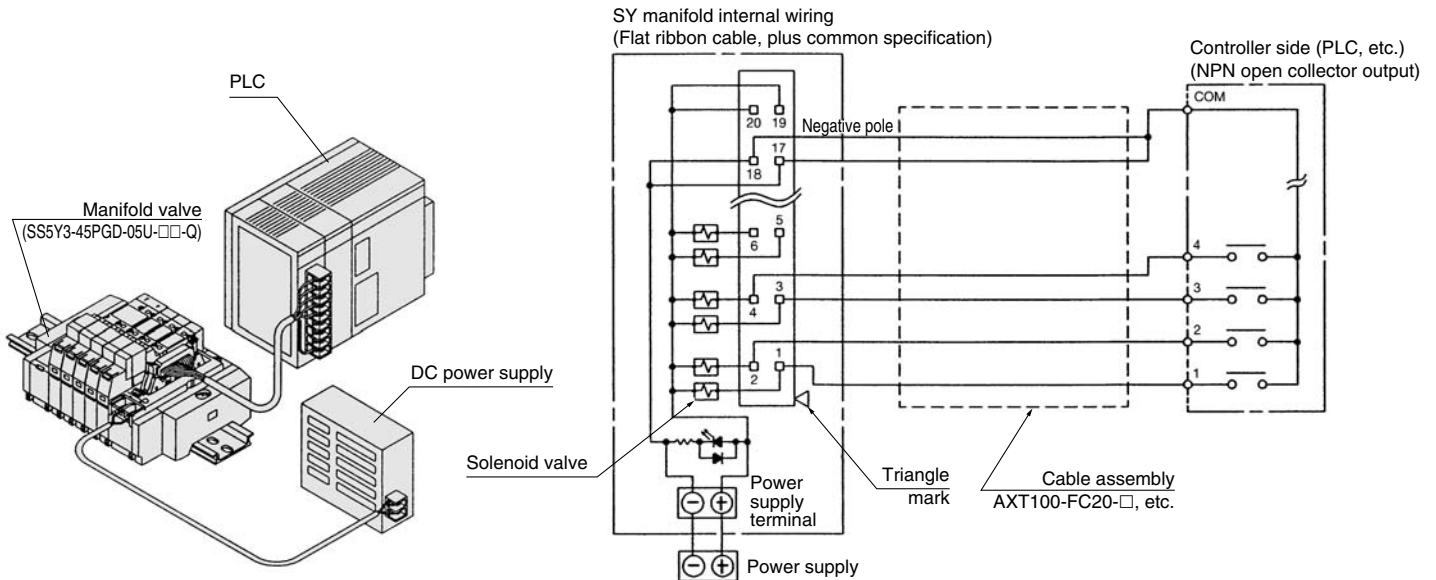 PLC
Manifold valve
(SS5Y3-45PGD-05U-□□-Q)
DC power supply
SY manifold internal wiring
(Flat ribbon cable, plus common specification)
Controller side (PLC, etc.)
(NPN open collector output)
COM
20 19
Negative pole
17
18
5
6
4
3
3
4
2
1
2
1
Solenoid valve
Triangle
mark
Cable assembly
AXT100-FC20-□, etc.
Power
supply
terminal
− +
− + Power supply